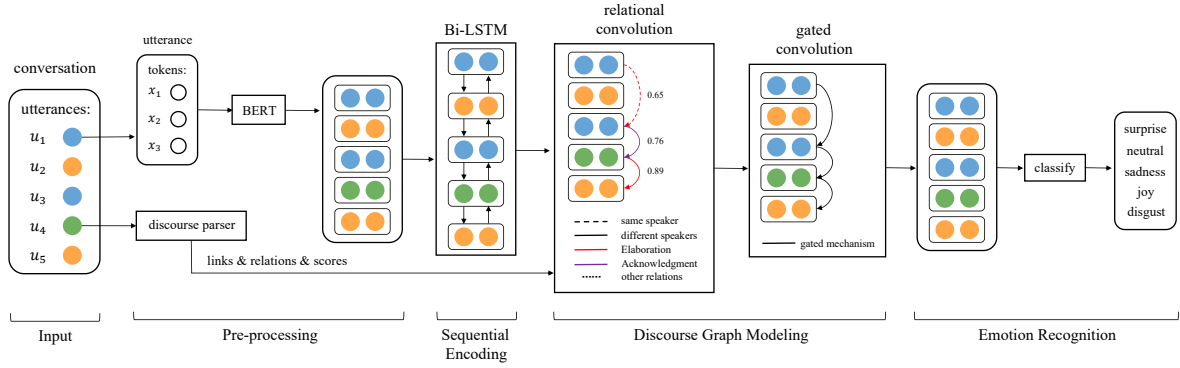 conversation
utterances:
u1
u2
u3
u4
u5
utterance
tokens:
x1
x2
x3
BERT
discourse parser
links & relations & scores
Bi-LSTM
relational
convolution
0.65
0.76
0.89
same speaker
different speakers
Elaboration
Acknowledgment
other relations
gated
convolution
gated mechanism
classify
surprise
neutral
sadness
joy
disgust
Input
Pre-processing
Sequential
Encoding
Discourse Graph Modeling
Emotion Recognition